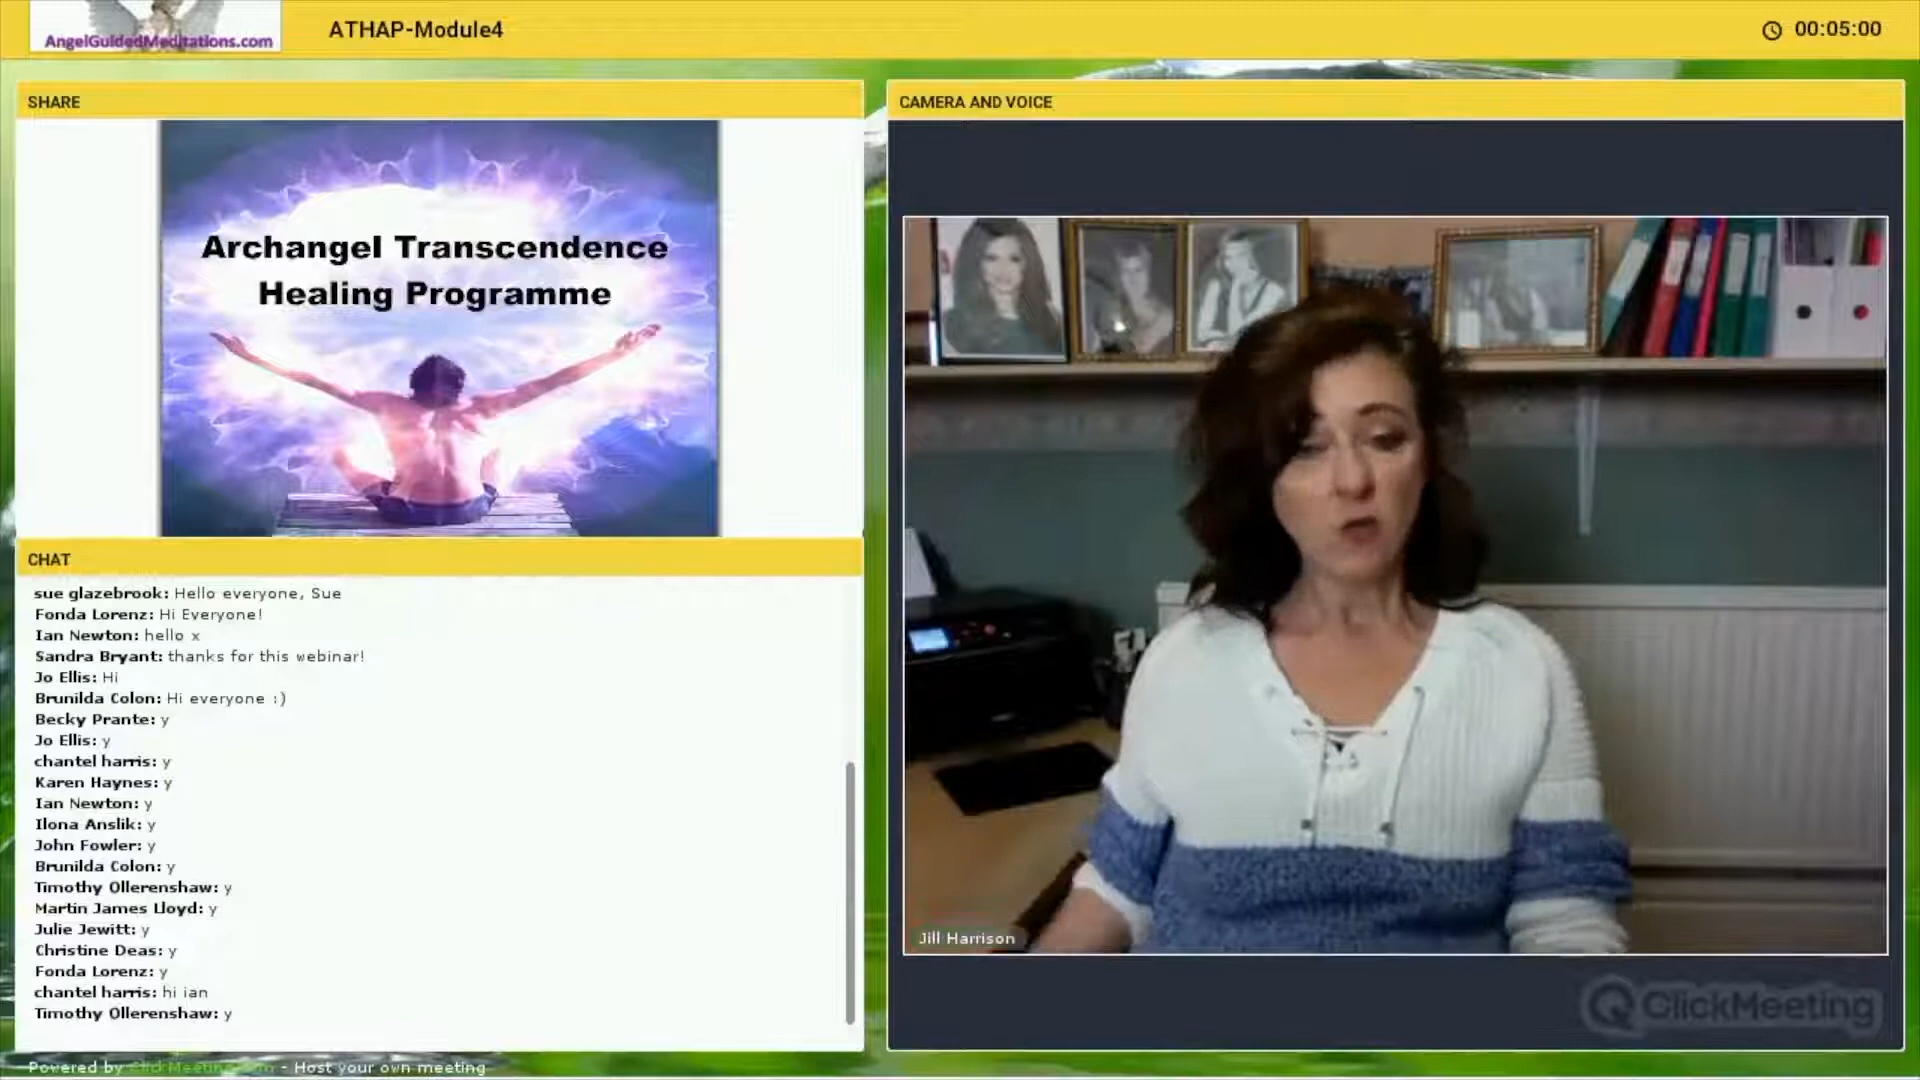 AngelGuidedMeditations.com
ATHAP-Module4
00:05:00
SHARE
Archangel Transcendence
Healing Programme
CHAT
sue glazebrook: Hello everyone, Sue
Fonda Lorenz: Hi Everyone!
Ian Newton: hello x
Sandra Bryant: thanks for this webinar!
Jo Ellis: Hi
Brunilda Colon: Hi everyone :)
Becky Prante: y
Jo Ellis: y
chantel harris: y
Karen Haynes: y
Ian Newton: y
Ilona Anslik: y
John Fowler: y
Brunilda Colon: y
Timothy Ollerenshaw: y
Martin James Lloyd: y
Julie Jewitt: y
Christine Deas: y
Fonda Lorenz: y
chantel harris: hi ian
Timothy Ollerenshaw: y
CAMERA AND VOICE
Jill Harrison
ClickMeeting
Powered by ClickMeeting.com - Host your own meeting